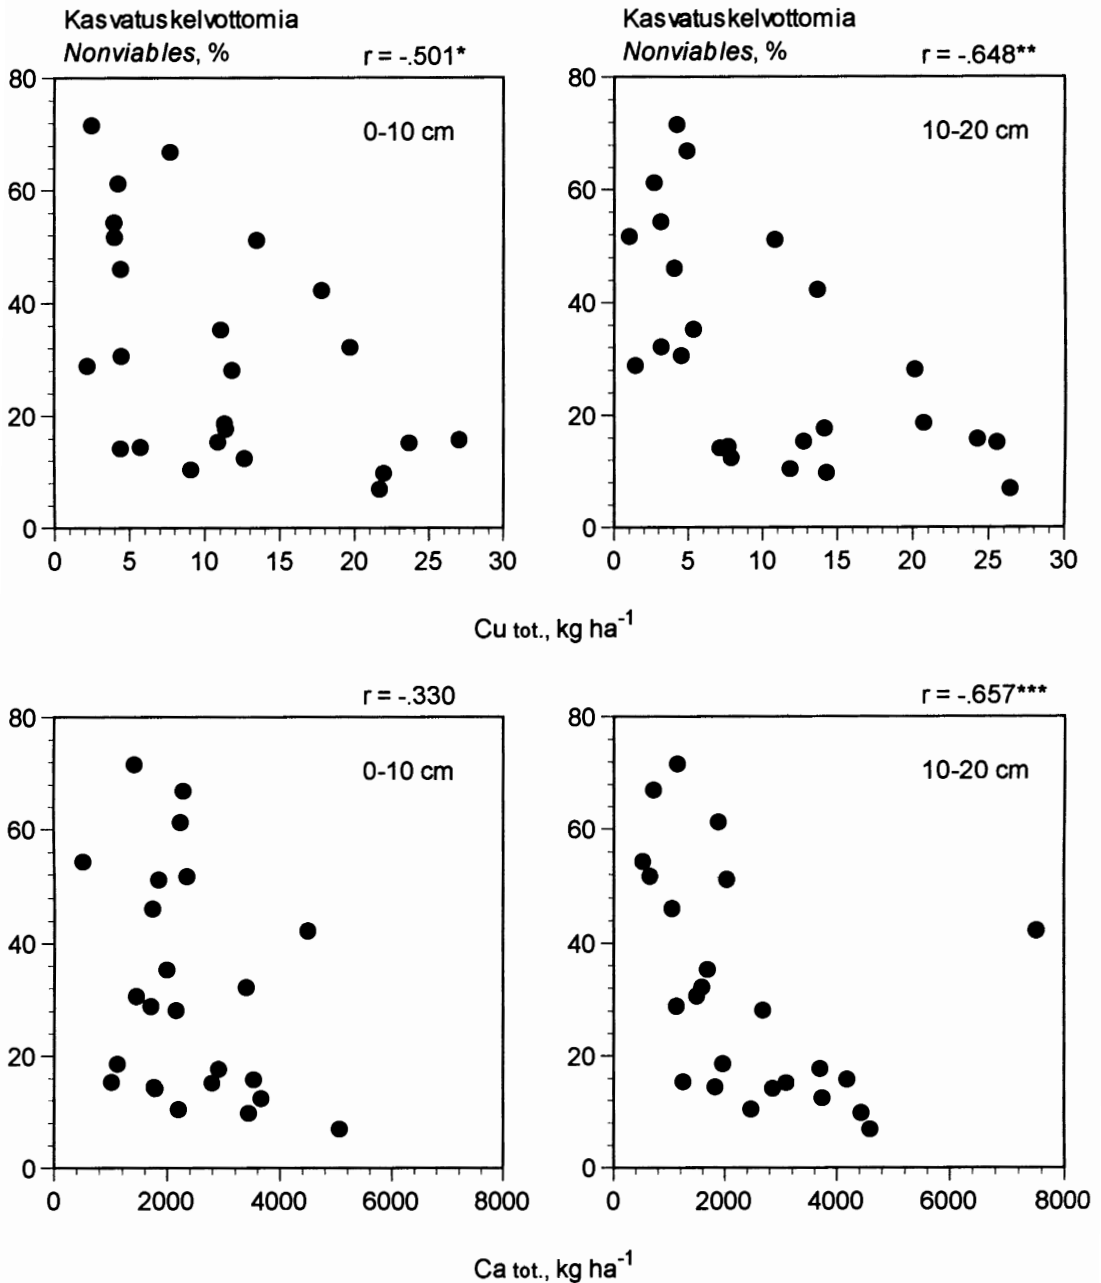 Kasvatuskelvottomia
Nonviables, %
r = -.501*
80
60
40
20
0
0-10 cm
0 5 10 15 20 25 30
Kasvatuskelvottomia
Nonviables, %
r = -.648**
80
60
40
20
0
10-20 cm
0 5 10 15 20 25 30
Cu tot., kg ha-1
r = -.330
80
60
40
20
0
0-10 cm
0 2000 4000 6000 8000
r = -.657***
80
60
40
20
0
10-20 cm
0 2000 4000 6000 8000
Ca tot., kg ha-1